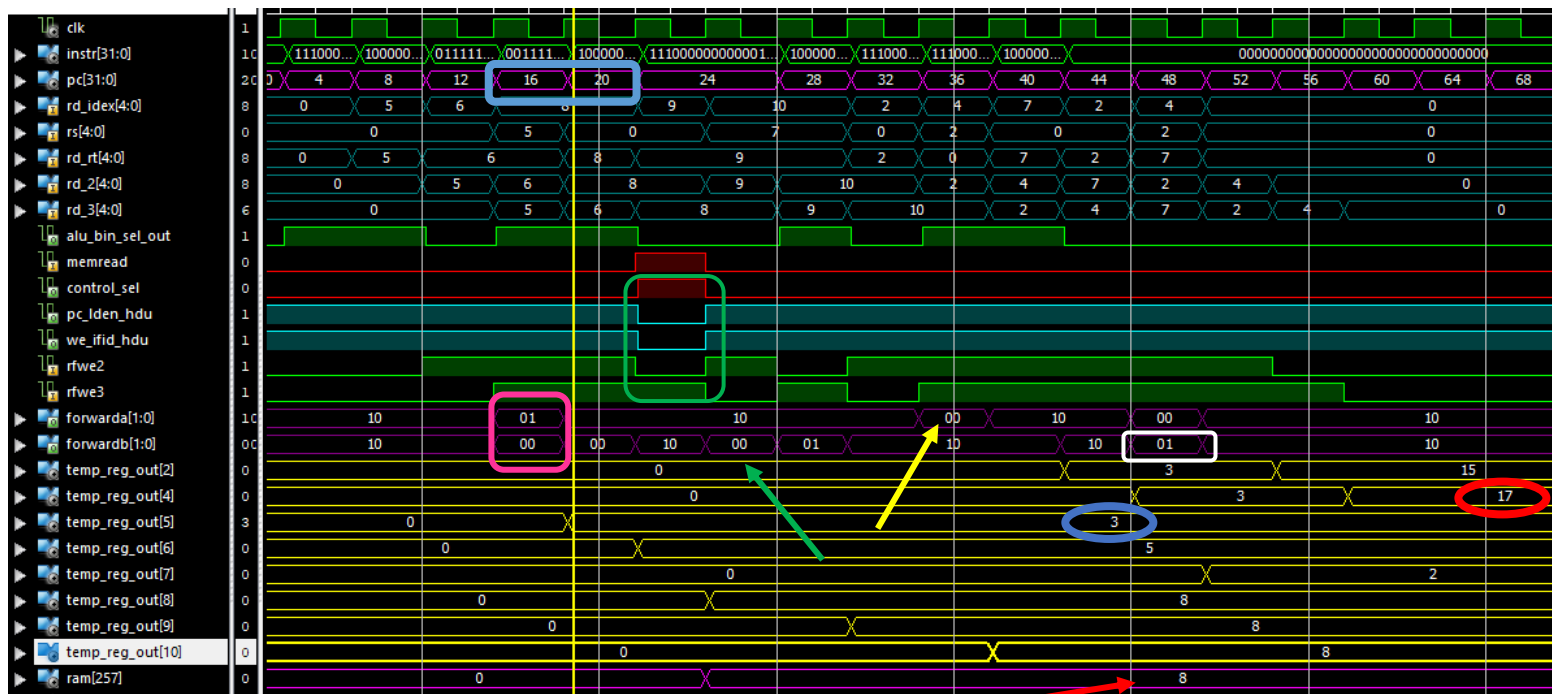 clk 1
instr[31:0] 10 111000... 100000... 011111... 001111... 100000... 1110000000000001... 100000... 111000... 111000... 100000... 00000000000000000000000000000000
pc[31:0] 20 0 4 8 12 16 20 24 28 32 36 40 44 48 52 56 60 64 68
rd_idex[4:0] 8 0 5 6 8 9 10 2 4 7 2 4 0
rs[4:0] 0 0 5 0 7 0 2 0 2 0
rd_rt[4:0] 8 0 5 6 8 9 2 0 7 2 7 0
rd_2[4:0] 8 0 5 6 8 9 10 2 4 7 2 4 0
rd_3[4:0] 6 0 5 6 8 9 10 2 4 7 2 4 0
alu_bin_sel_out 1
memread 0
control_sel 0
pc_lden_hdu 1
we_ifid_hdu 1
rfwe2 1
rfwe3 1
forwarda[1:0] 10 10 01 10 00 10 00 10
forwardb[1:0] 00 10 00 00 10 00 01 10 10 01 10
temp_reg_out[2] 0 0 3 15
temp_reg_out[4] 0 0 3 17
temp_reg_out[5] 3 0 3
temp_reg_out[6] 0 0 5
temp_reg_out[7] 0 0 2
temp_reg_out[8] 0 0 8
temp_reg_out[9] 0 0 8
temp_reg_out[10] 0 0 8
ram[257] 0 0 8